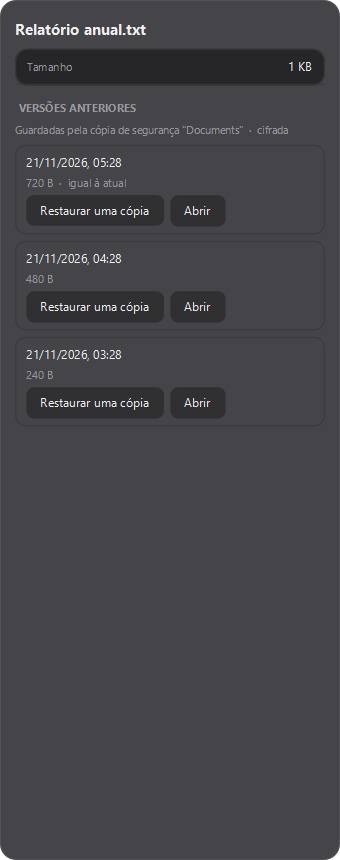 Relatório anual.txt
Tamanho 1 KB
VERSÕES ANTERIORES
Guardadas pela cópia de segurança "Documents" · cifrada
21/11/2026, 05:28
720 B · igual à atual
Restaurar uma cópia Abrir
21/11/2026, 04:28
480 B
Restaurar uma cópia Abrir
21/11/2026, 03:28
240 B
Restaurar uma cópia Abrir